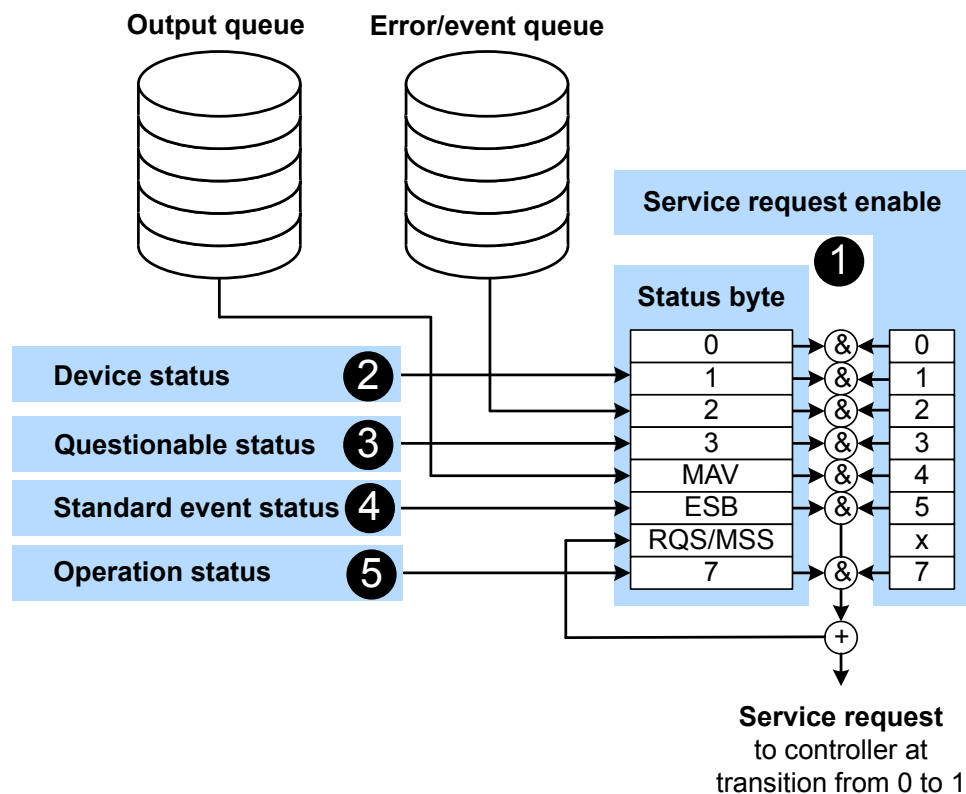 Output queue
Error/event queue
Service request enable
1
Status byte
0 & 0
Device status 2
1 & 1
2 & 2
Questionable status 3
3 & 3
MAV & 4
Standard event status 4
ESB & 5
RQS/MSS x
Operation status 5
7 & 7
+
Service request
to controller at
transition from 0 to 1